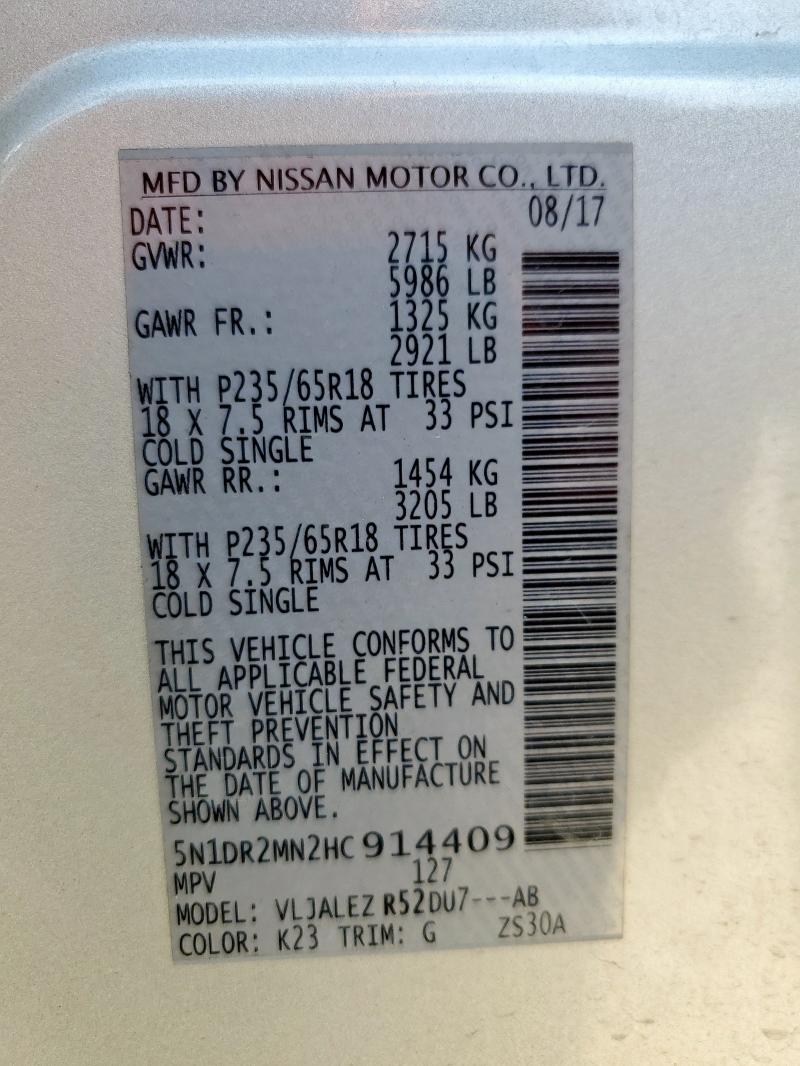 MFD BY NISSAN MOTOR CO., LTD.
DATE: 08/17
GVWR: 2715 KG
5986 LB
GAWR FR.: 1325 KG
2921 LB
WITH P235/65R18 TIRES
18 X 7.5 RIMS AT 33 PSI
COLD SINGLE
GAWR RR.: 1454 KG
3205 LB
WITH P235/65R18 TIRES
18 X 7.5 RIMS AT 33 PSI
COLD SINGLE
THIS VEHICLE CONFORMS TO
ALL APPLICABLE FEDERAL
MOTOR VEHICLE SAFETY AND
THEFT PREVENTION
STANDARDS IN EFFECT ON
THE DATE OF MANUFACTURE
SHOWN ABOVE.
5N1DR2MN2HC914409
MPV 127
MODEL: VLJALEZ R52DU7---AB
COLOR: K23 TRIM: G ZS30A